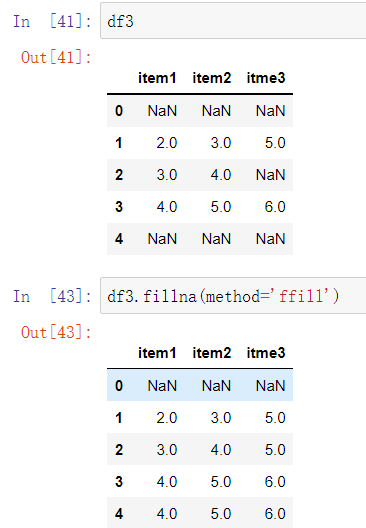 In [41]: df3
Out[41]:
item1 item2 itme3
0 NaN NaN NaN
1 2.0 3.0 5.0
2 3.0 4.0 NaN
3 4.0 5.0 6.0
4 NaN NaN NaN
In [43]: df3.fillna(method='ffill')
Out[43]:
item1 item2 itme3
0 NaN NaN NaN
1 2.0 3.0 5.0
2 3.0 4.0 5.0
3 4.0 5.0 6.0
4 4.0 5.0 6.0